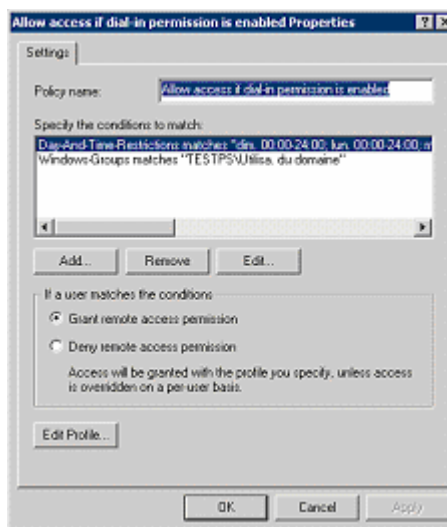 Allow access if dial-in permission is enabled Properties
Settings
Policy name:
Allow access if dial-in permission is enabled
Specify the conditions to match:
Day-And-Time-Restrictions matches "dim. 00:00-24:00; lun. 00:00-24:00; m
Windows-Groups matches "TESTPS\Utilisa. du domaine"
Add...
Remove
Edit...
If a user matches the conditions
Grant remote access permission
Deny remote access permission
Access will be granted with the profile you specify, unless access
is overridden on a per-user basis.
Edit Profile...
OK
Cancel
Apply